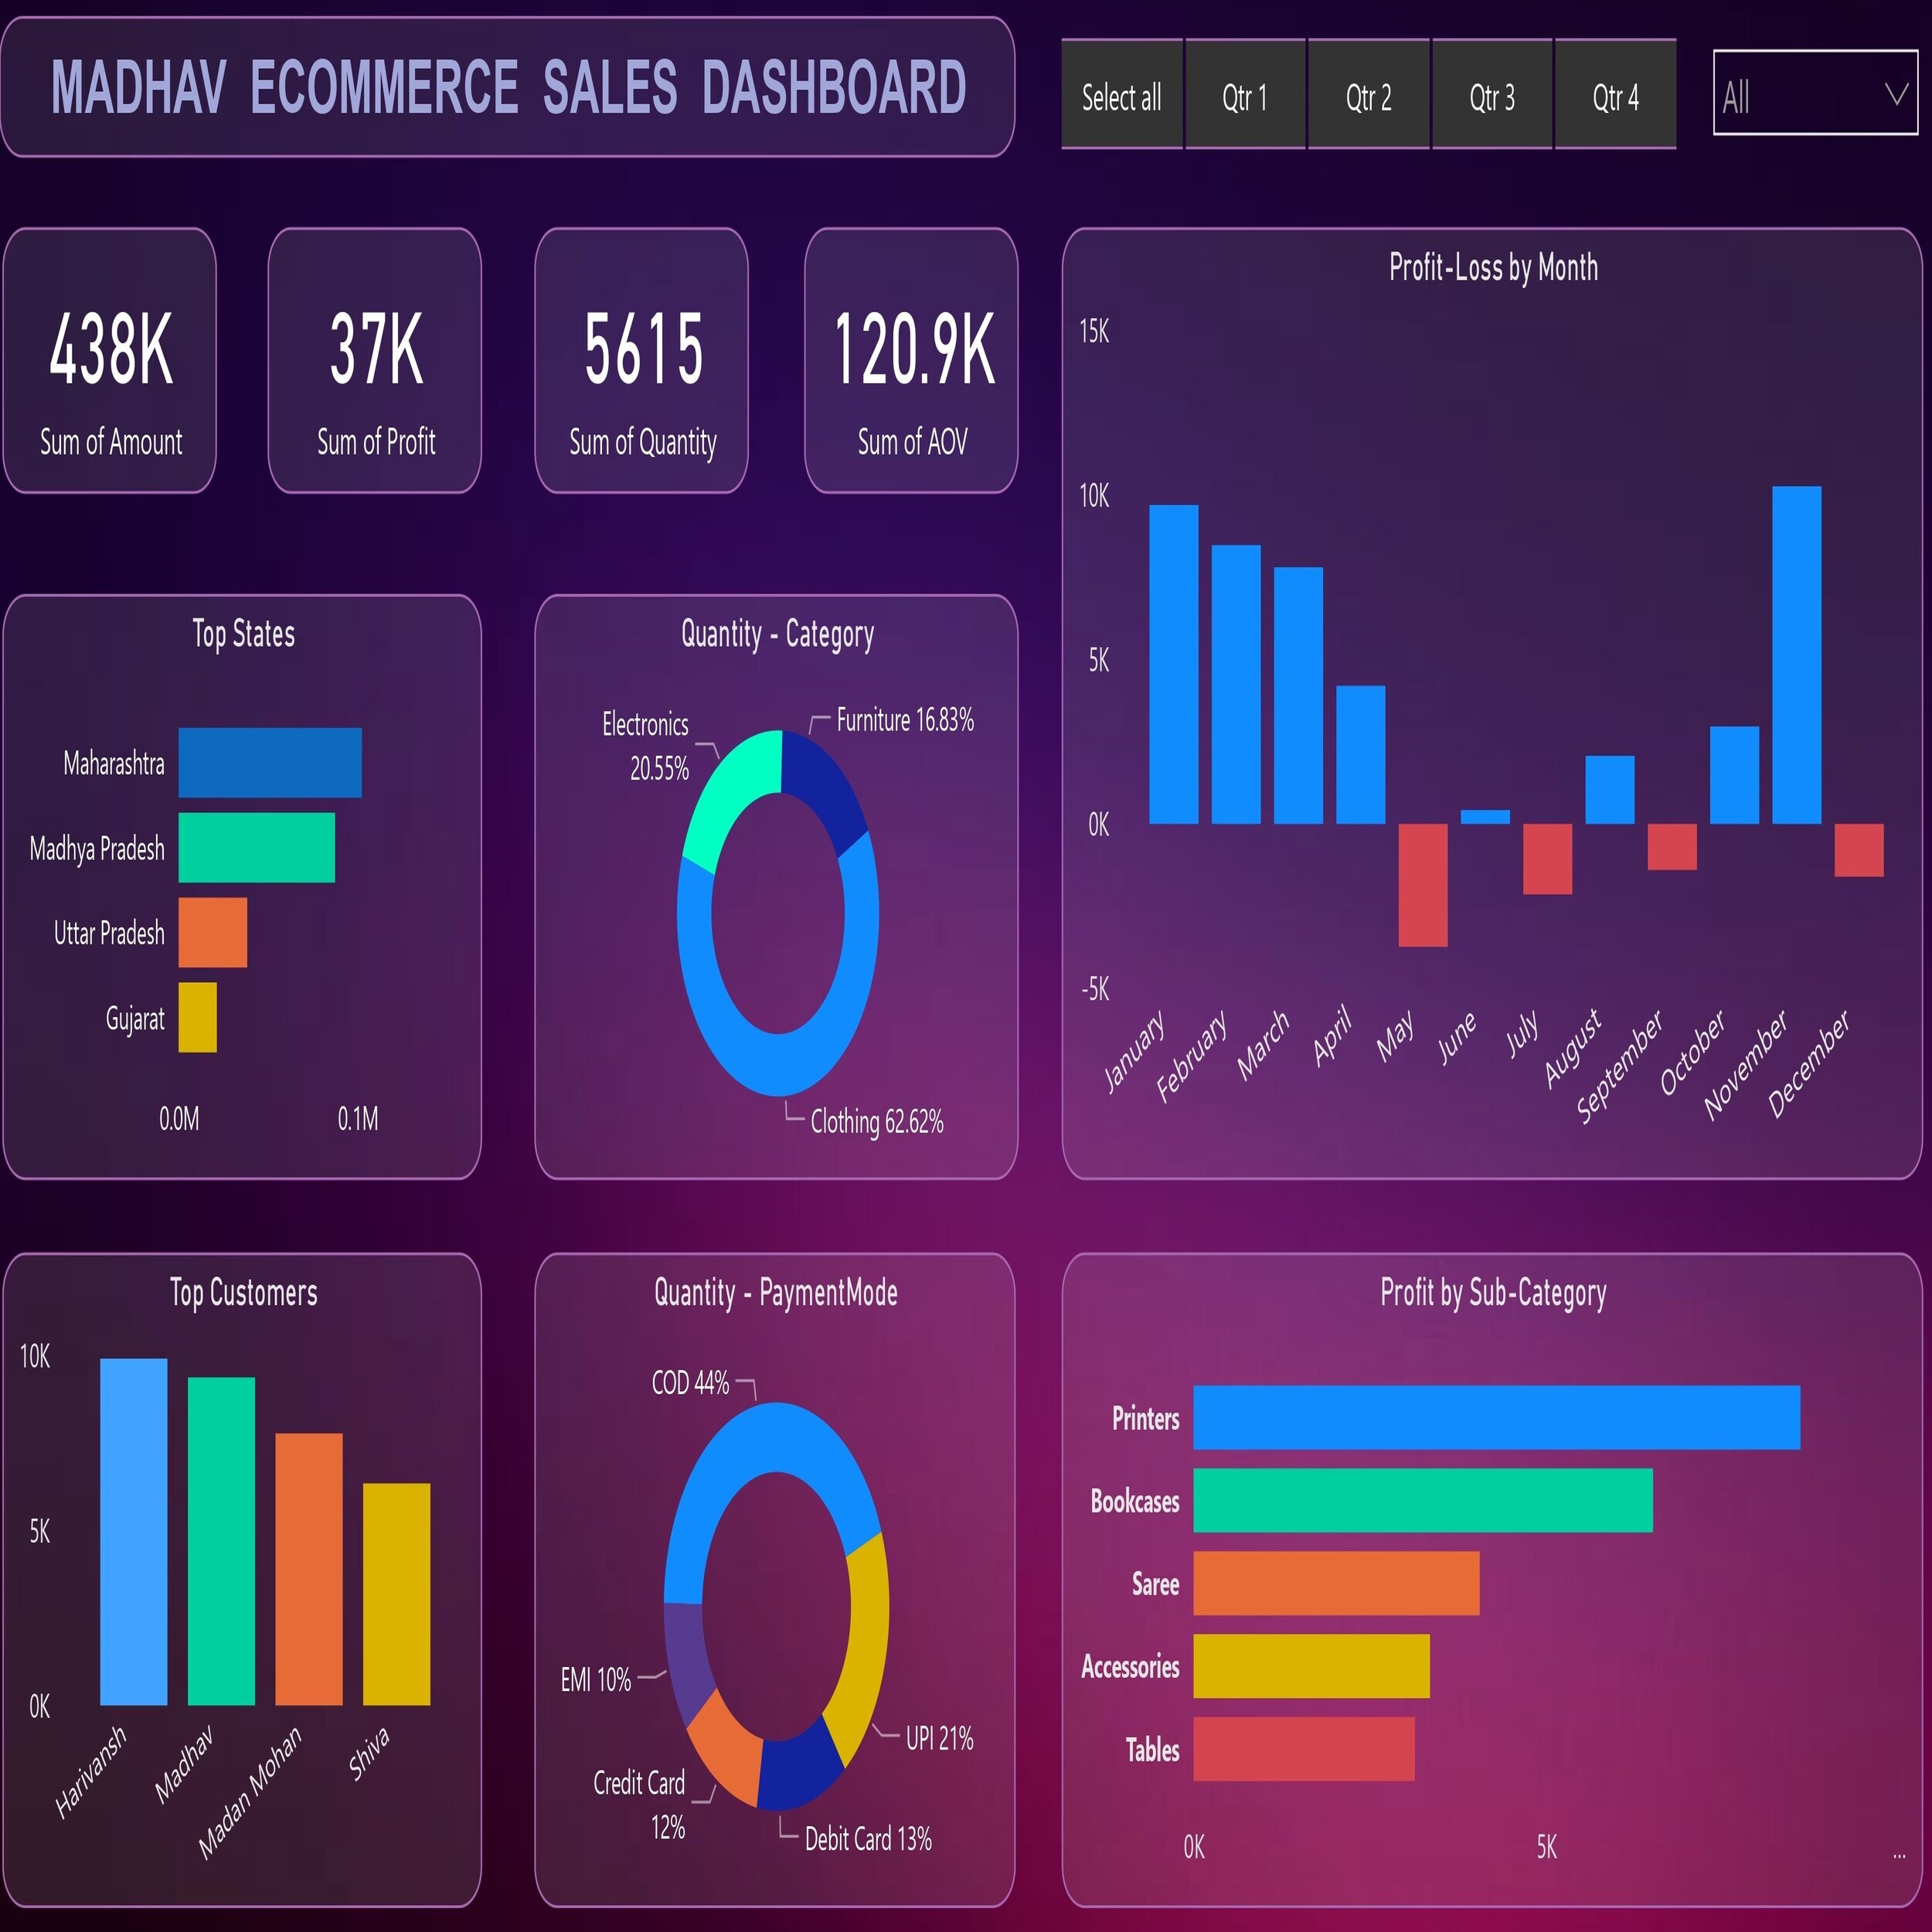 MADHAV ECOMMERCE SALES DASHBOARD
Select all
Qtr 1
Qtr 2
Qtr 3
Qtr 4
All
438K
Sum of Amount
37K
Sum of Profit
5615
Sum of Quantity
120.9K
Sum of AOV
Profit-Loss by Month
15K
10K
5K
0K
-5K
January
February
March
April
May
June
July
August
September
October
November
December
Top States
Maharashtra
Madhya Pradesh
Uttar Pradesh
Gujarat
0.0M
0.1M
Quantity - Category
Electronics
20.55%
Furniture 16.83%
Clothing 62.62%
Top Customers
10K
5K
0K
Harivansh
Madhav
Madan Mohan
Shiva
Quantity - PaymentMode
COD 44%
EMI 10%
UPI 21%
Credit Card
12%
Debit Card 13%
Profit by Sub-Category
Printers
Bookcases
Saree
Accessories
Tables
0K
5K
...